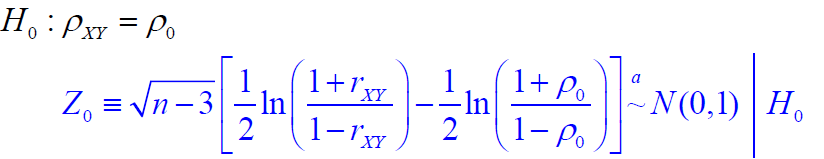 H₀ : ρ_XY = ρ₀
Z₀ ≡ √(n − 3) [ 1/2 ln( (1 + r_XY) / (1 − r_XY) ) − 1/2 ln( (1 + ρ₀) / (1 − ρ₀) ) ] ~ᵃ N(0,1) | H₀